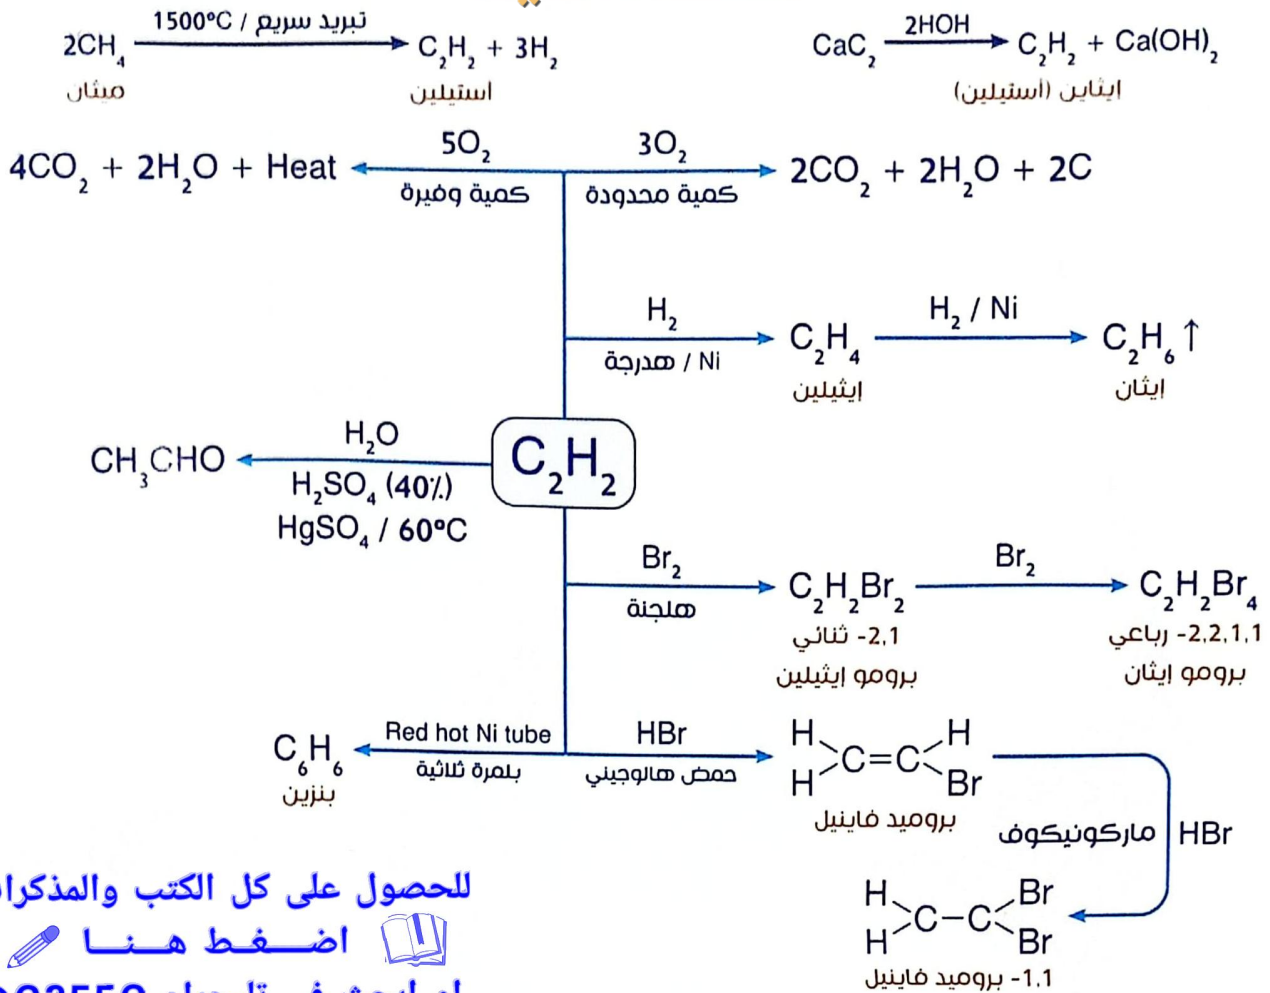 2CH₄ 1500°C / تبريد سريع C₂H₂ + 3H₂
ميثان أستيلين
CaC₂ 2HOH C₂H₂ + Ca(OH)₂
إيثاين (أستيلين)
4CO₂ + 2H₂O + Heat 5O₂ 3O₂ 2CO₂ + 2H₂O + 2C
كمية وفيرة كمية محدودة
H₂ C₂H₄ H₂ / Ni C₂H₆↑
هدرجة / Ni
إيثيلين إيثان
CH₃CHO H₂O C₂H₂
H₂SO₄ (40%)
HgSO₄ / 60°C
Br₂ C₂H₂Br₂ Br₂ C₂H₂Br₄
هلجنة
2,1- ثنائي
برومو إيثيلين
2,2,1,1- رباعي
برومو إيثان
C₆H₆ Red hot Ni tube
بلمرة ثلاثية
بنزين
HBr
حمض هالوجيني
H H
C=C
H Br
بروميد فاينيل
ماركونيكوف HBr
H Br
C–C
H Br
1,1- بروميد فاينيل
للحصول على كل الكتب والمذكرا
اضغط هنا